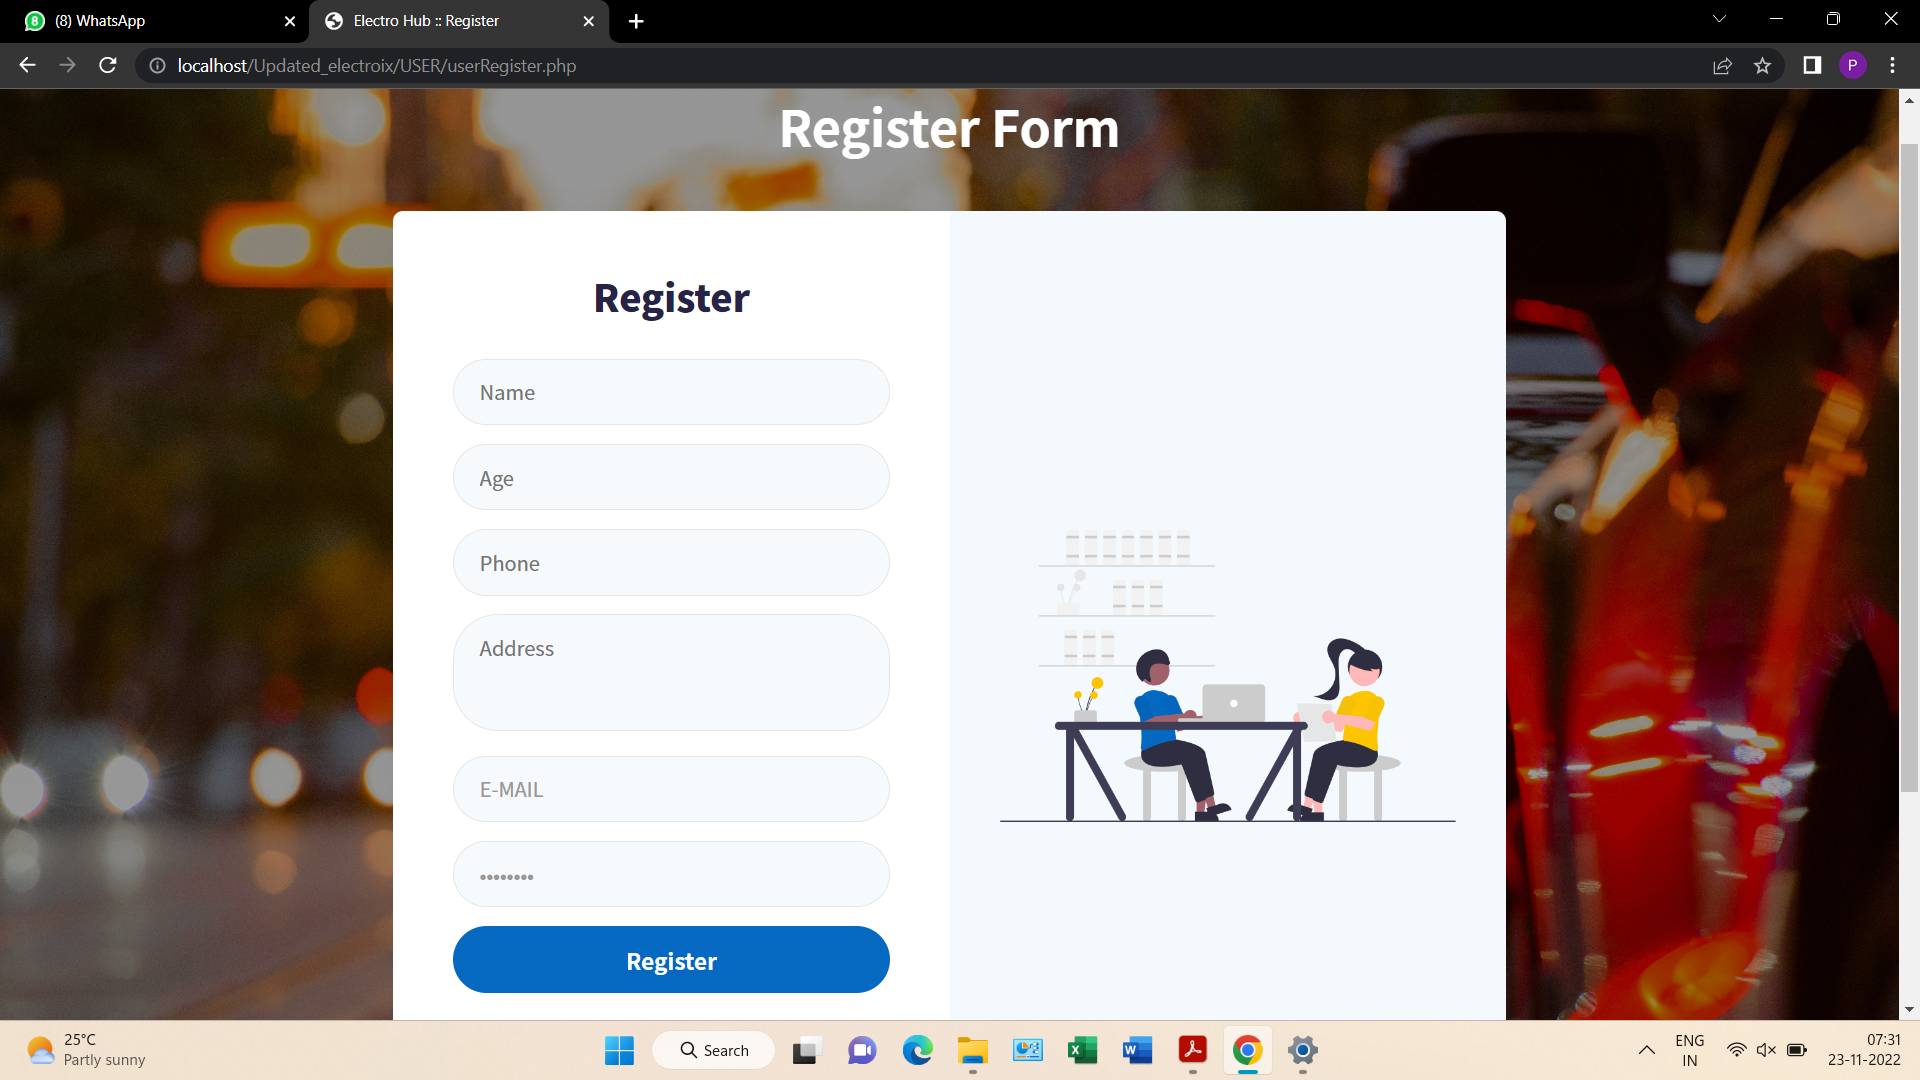 (8) WhatsApp
Electro Hub :: Register
localhost/Updated_electroix/USER/userRegister.php
P
Register Form
Register
Name
Age
Phone
Address
E-MAIL
••••••••
Register
25°C
Partly sunny
Search
ENG
IN
07:31
23-11-2022